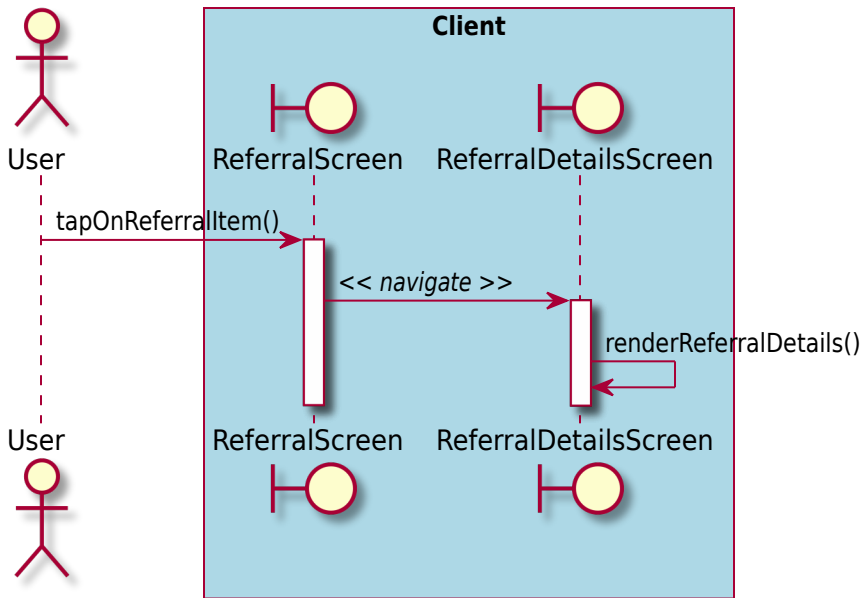 Client
User
ReferralScreen
ReferralDetailsScreen
tapOnReferralItem()
<< navigate >>
renderReferralDetails()
User
ReferralScreen
ReferralDetailsScreen